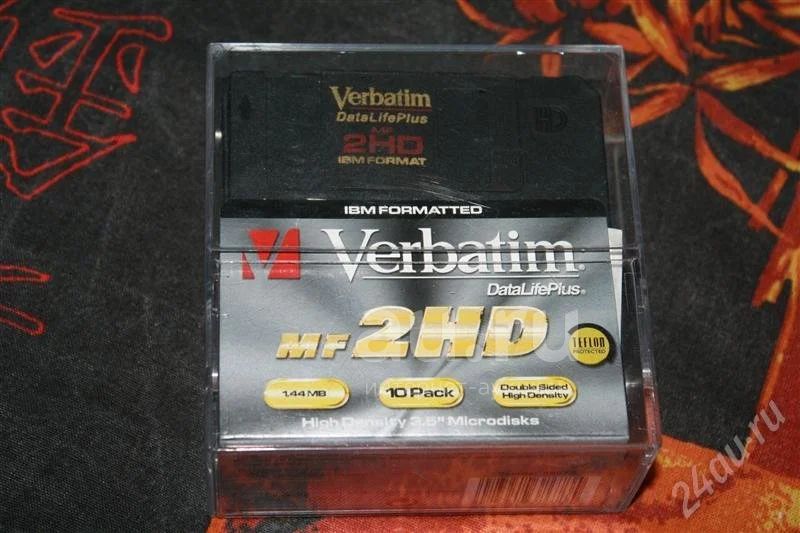 Verbatim
DataLifePlus
MF
2HD
IBM FORMAT
HD
IBM FORMATTED
Verbatim.
DataLifePlus®
MF 2HD
TEFLON
PROTECTED
1.44 MB
10 Pack
Double Sided
High Density
High Density 3.5" Microdisks
24au.ru